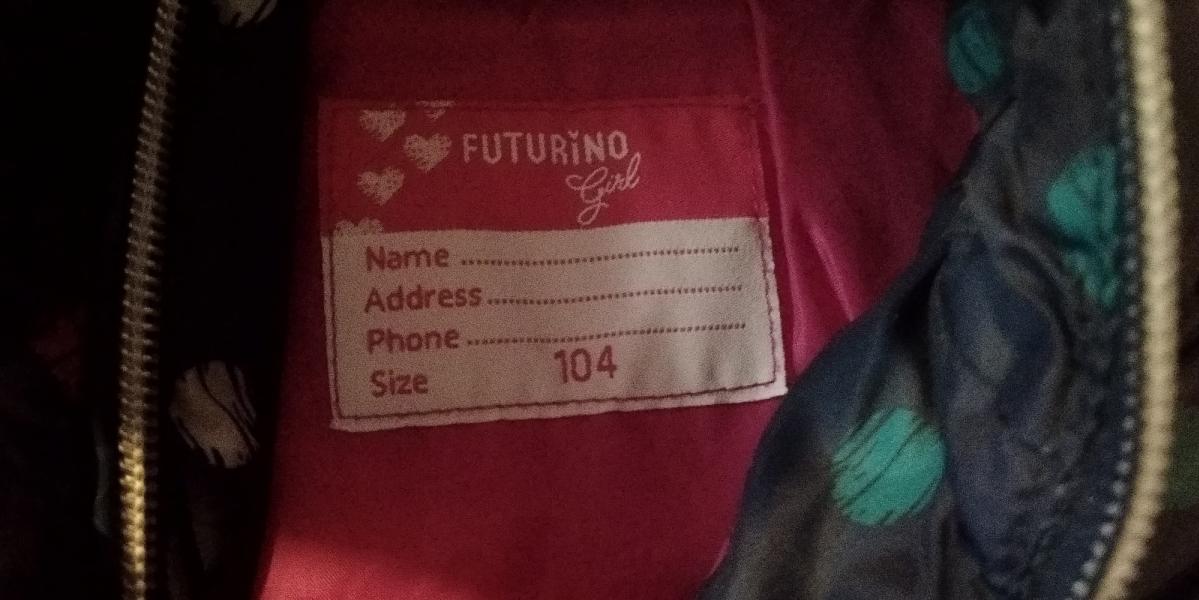 FUTURINO
Girl
Name
Address
Phone
Size 104